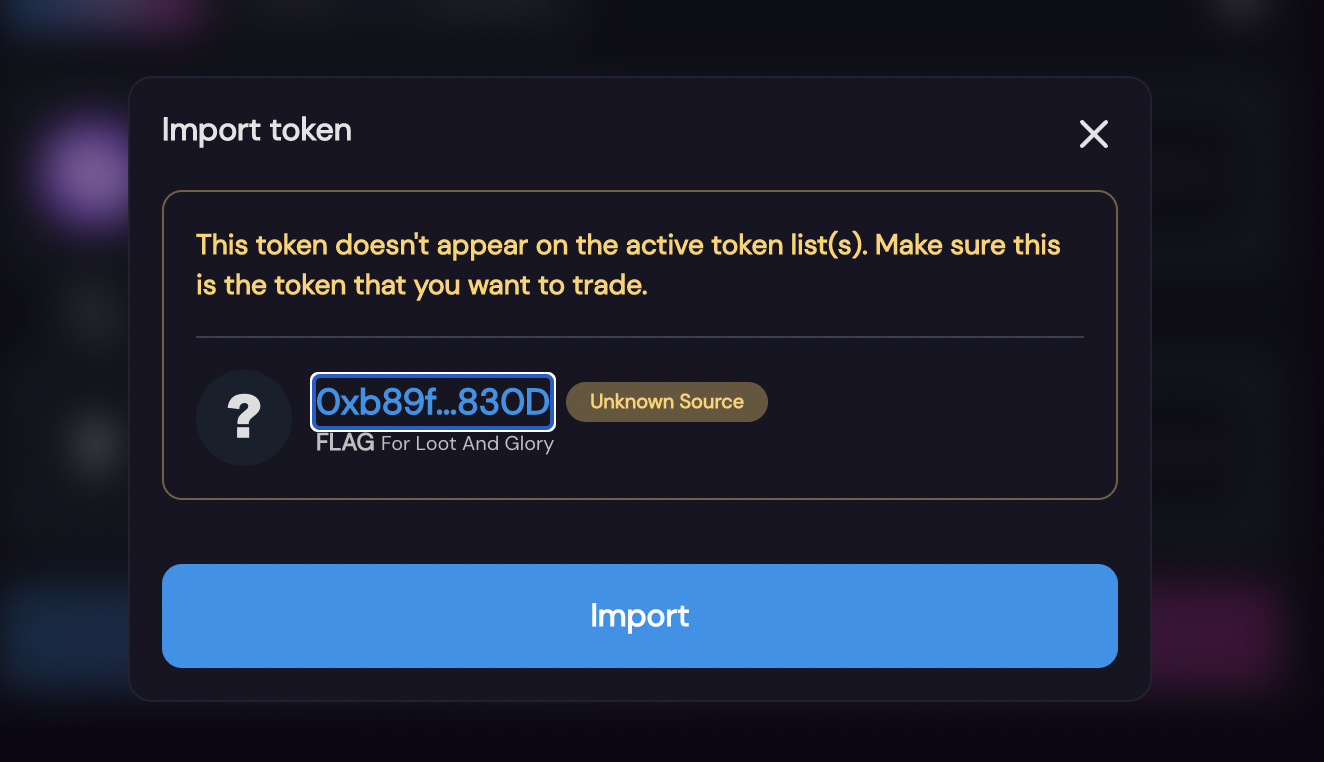 Import token
This token doesn't appear on the active token list(s). Make sure this
is the token that you want to trade.
?
0xb89f...830D Unknown Source
FLAG For Loot And Glory
Import